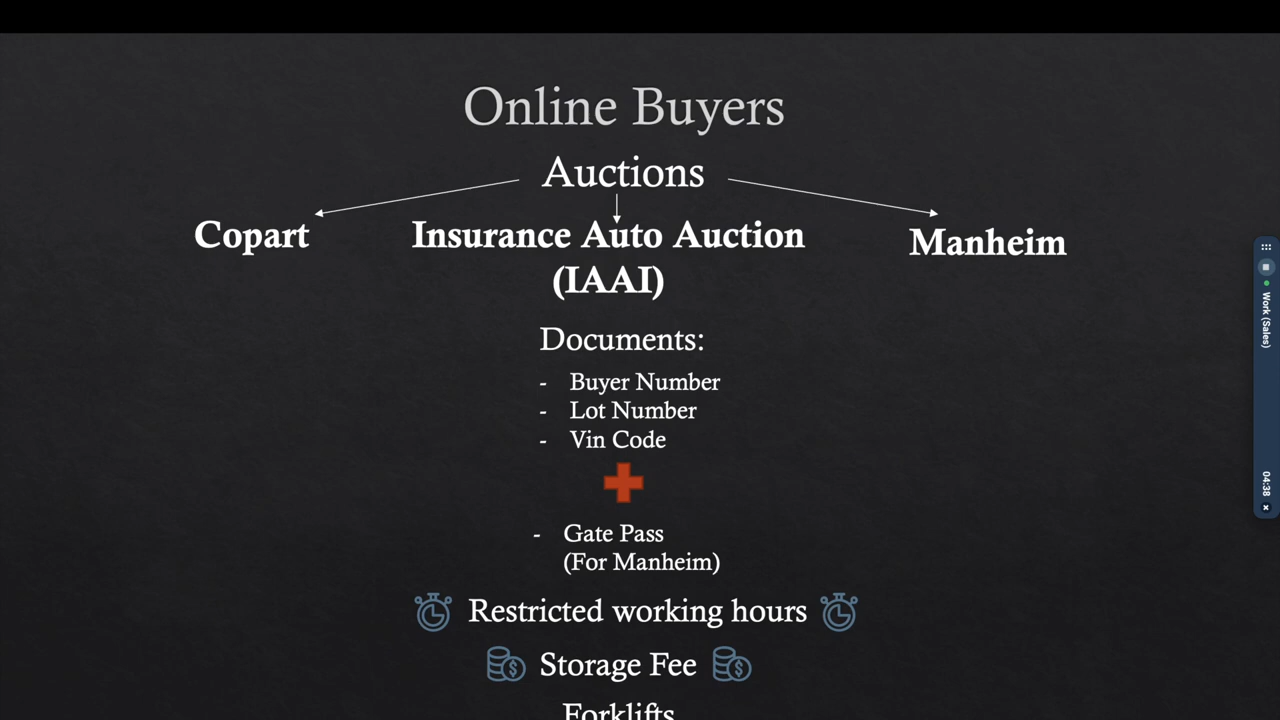 Online Buyers
Auctions
Copart
Insurance Auto Auction
(IAAI)
Manheim
Documents:
- Buyer Number
- Lot Number
- Vin Code
- Gate Pass
(For Manheim)
Restricted working hours
Storage Fee
Forklifts
Work (Sales)
04:38